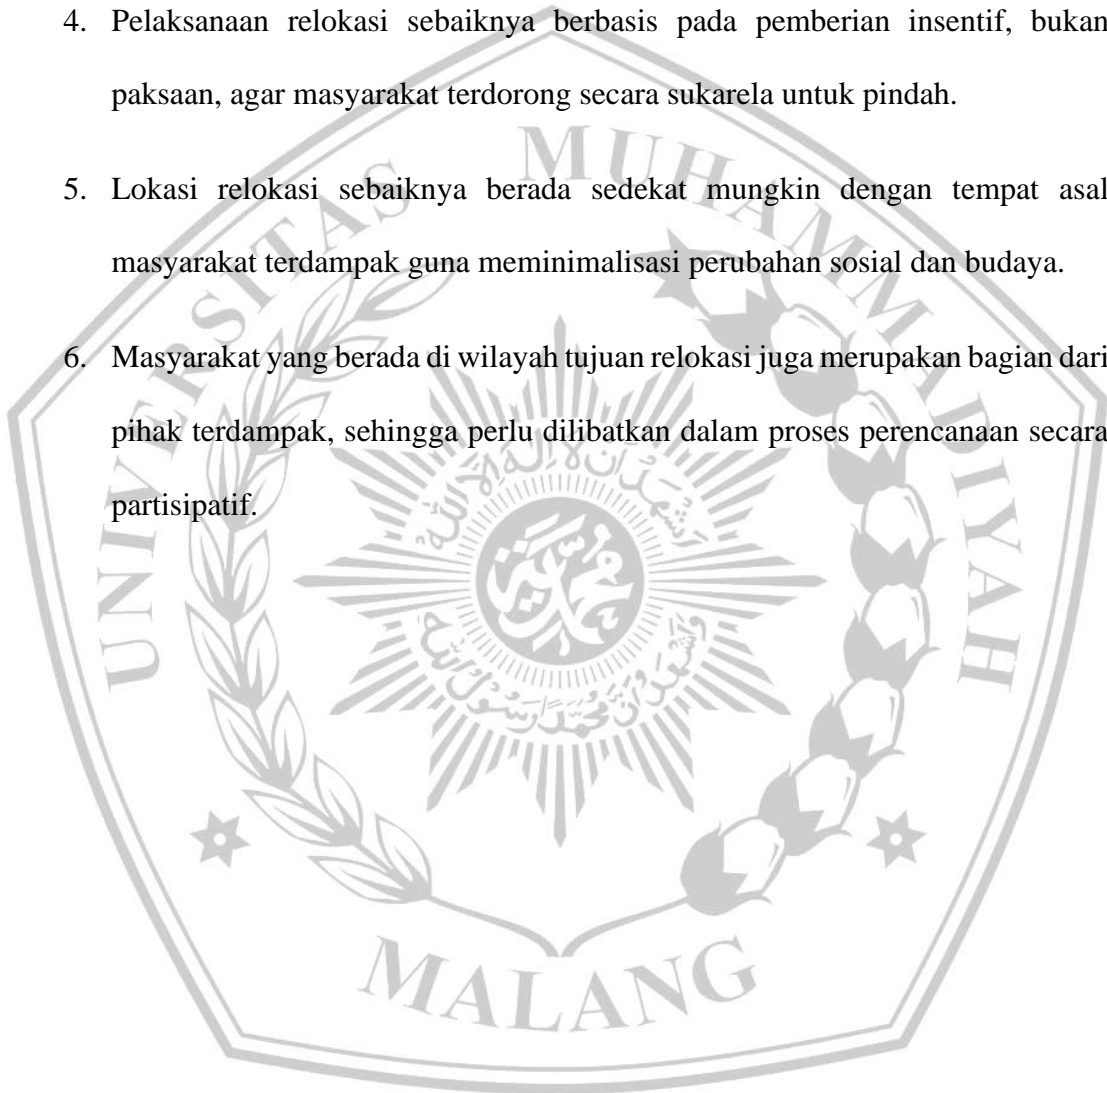 4. Pelaksanaan relokasi sebaiknya berbasis pada pemberian insentif, bukan
paksaan, agar masyarakat terdorong secara sukarela untuk pindah.
5. Lokasi relokasi sebaiknya berada sedekat mungkin dengan tempat asal
masyarakat terdampak guna meminimalisasi perubahan sosial dan budaya.
6. Masyarakat yang berada di wilayah tujuan relokasi juga merupakan bagian dari
pihak terdampak, sehingga perlu dilibatkan dalam proses perencanaan secara
partisipatif.
UNIVERSITAS MUHAMMADIYAH
MALANG